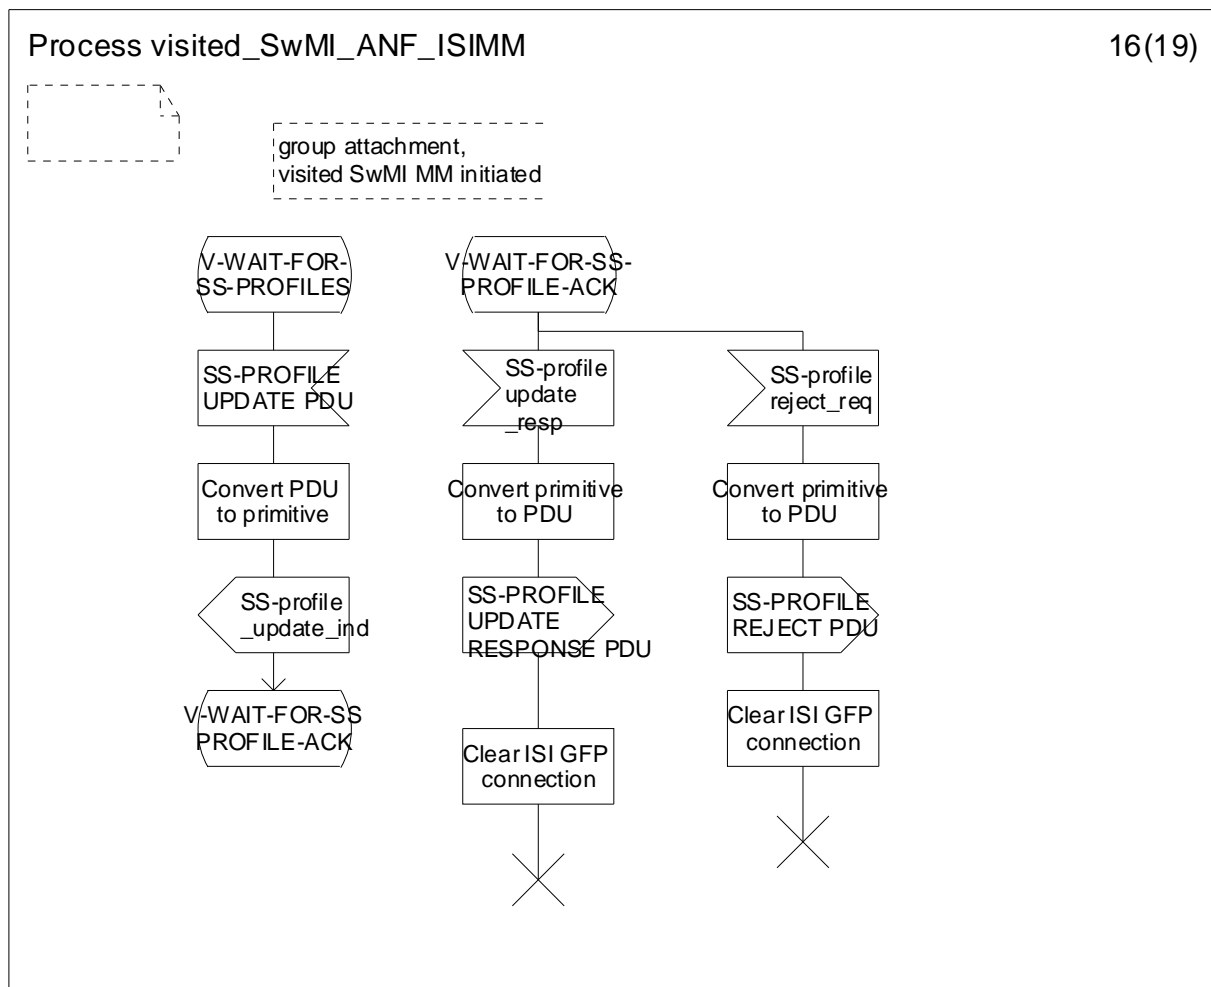 Process visited_SwMI_ANF_ISIMM
16(19)
group attachment,
visited SwMI MM initiated
V-WAIT-FOR-
SS-PROFILES
SS-PROFILE
UPDATE PDU
Convert PDU
to primitive
SS-profile
_update_ind
V-WAIT-FOR-SS
PROFILE-ACK
V-WAIT-FOR-SS-
PROFILE-ACK
SS-profile
update
_resp
Convert primitive
to PDU
SS-PROFILE
UPDATE
RESPONSE PDU
Clear ISI GFP
connection
SS-profile
reject_req
Convert primitive
to PDU
SS-PROFILE
REJECT PDU
Clear ISI GFP
connection